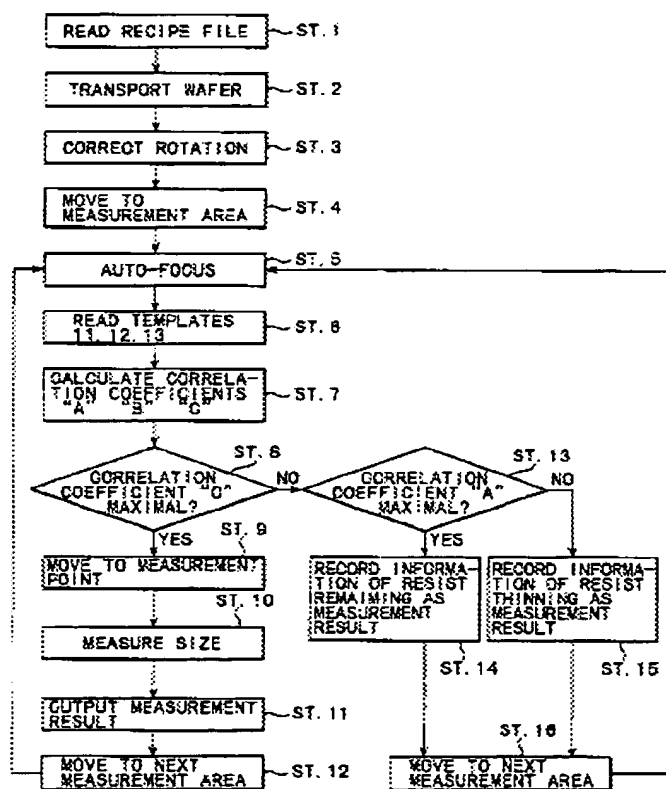 READ RECIPE FILE
ST. 1
TRANSPORT WAFER
ST. 2
CORRECT ROTATION
ST. 3
MOVE TO
MEASUREMENT AREA
ST. 4
AUTO-FOCUS
ST. 5
READ TEMPLATES
11, 12, 13
ST. 6
CALCULATE CORRELA-
TION COEFFICIENTS
"A" "B" "C"
ST. 7
CORRELATION
COEFFICIENT "C"
MAXIMAL?
ST. 8
NO
YES
CORRELATION
COEFFICIENT "A"
MAXIMAL?
ST. 13
NO
YES
MOVE TO MEASUREMENT
POINT
ST. 9
MEASURE SIZE
ST. 10
OUTPUT MEASUREMENT
RESULT
ST. 11
MOVE TO NEXT
MEASUREMENT AREA
ST. 12
RECORD INFORMA-
TION OF RESIST
REMAINING AS
MEASUREMENT
RESULT
ST. 14
RECORD INFORMA-
TION OF RESIST
THINNING AS
MEASUREMENT
RESULT
ST. 15
MOVE TO NEXT
MEASUREMENT AREA
ST. 16